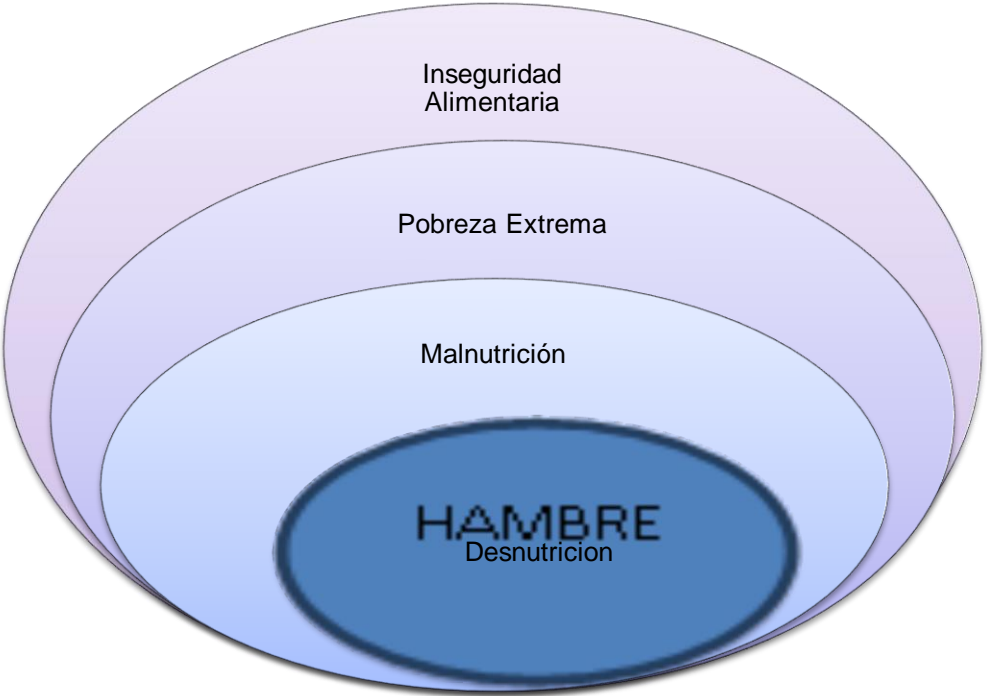 Inseguridad
Alimentaria
Pobreza Extrema
Malnutrición
HAMBRE
Desnutricion